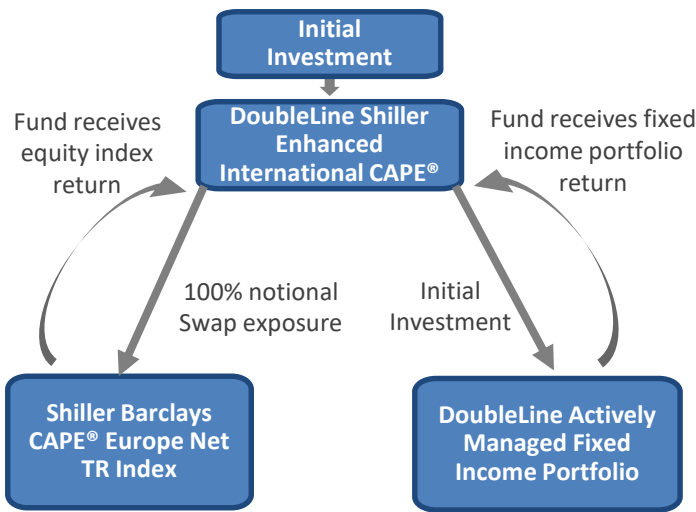 Initial
Investment
DoubleLine Shiller
Enhanced
International CAPE®
Fund receives
equity index
return
Fund receives fixed
income portfolio
return
100% notional
Swap exposure
Initial
Investment
Shiller Barclays
CAPE® Europe Net
TR Index
DoubleLine Actively
Managed Fixed
Income Portfolio